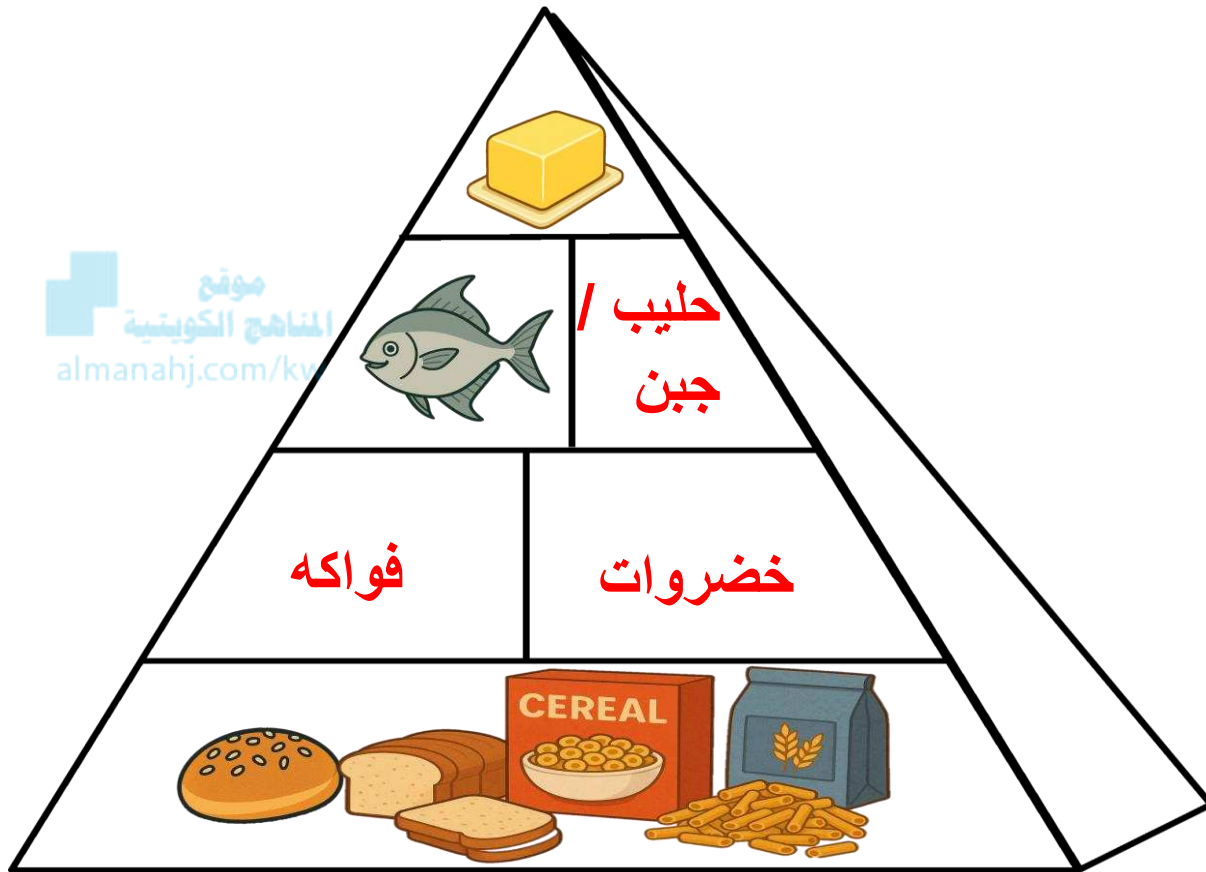 موقع
المناهج الكويتية
almanahj.com/kw
حليب /
جبن
فواكه
خضروات
CEREAL